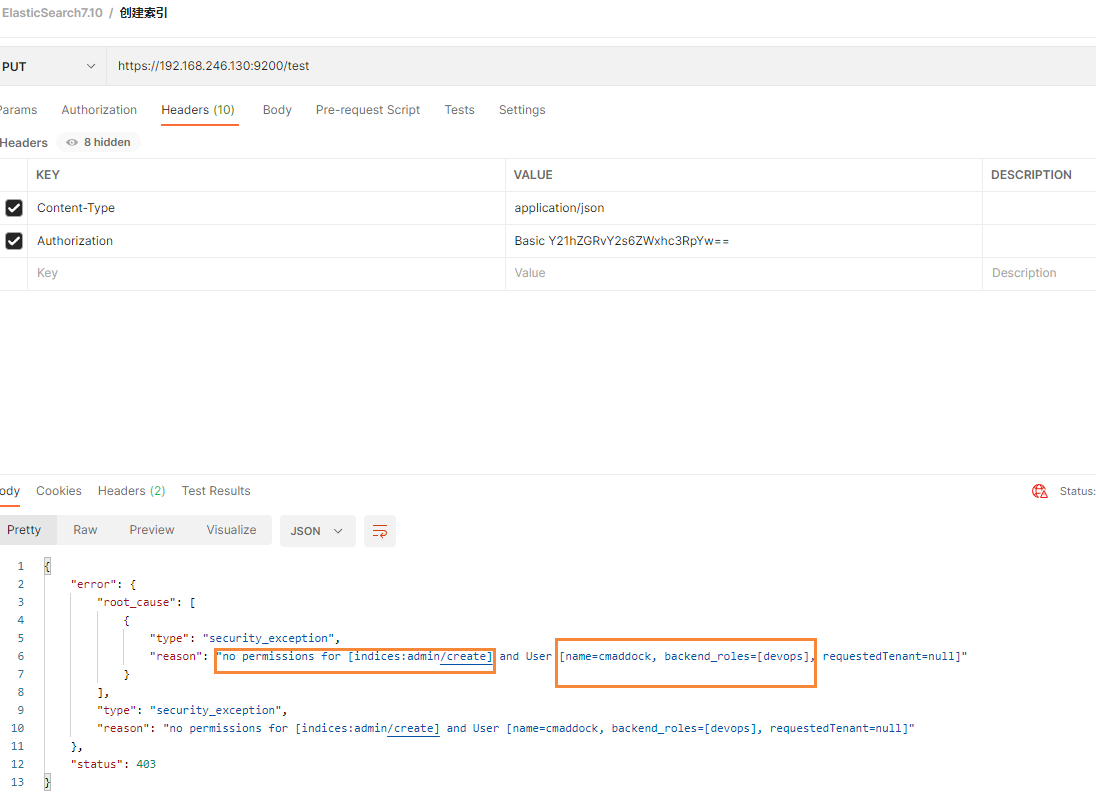 ElasticSearch7.10 / 创建索引
PUT https://192.168.246.130:9200/test
Params Authorization Headers (10) Body Pre-request Script Tests Settings
Headers 8 hidden
KEY VALUE DESCRIPTION
Content-Type application/json
Authorization Basic Y21hZGRvY2s6ZWxhc3RpYw==
Key Value Description
ody Cookies Headers (2) Test Results Status:
Pretty Raw Preview Visualize JSON
1 {
2 "error": {
3 "root_cause": [
4 {
5 "type": "security_exception",
6 "reason": "no permissions for [indices:admin/create] and User [name=cmaddock, backend_roles=[devops], requestedTenant=null]"
7 }
8 ],
9 "type": "security_exception",
10 "reason": "no permissions for [indices:admin/create] and User [name=cmaddock, backend_roles=[devops], requestedTenant=null]"
11 },
12 "status": 403
13 }